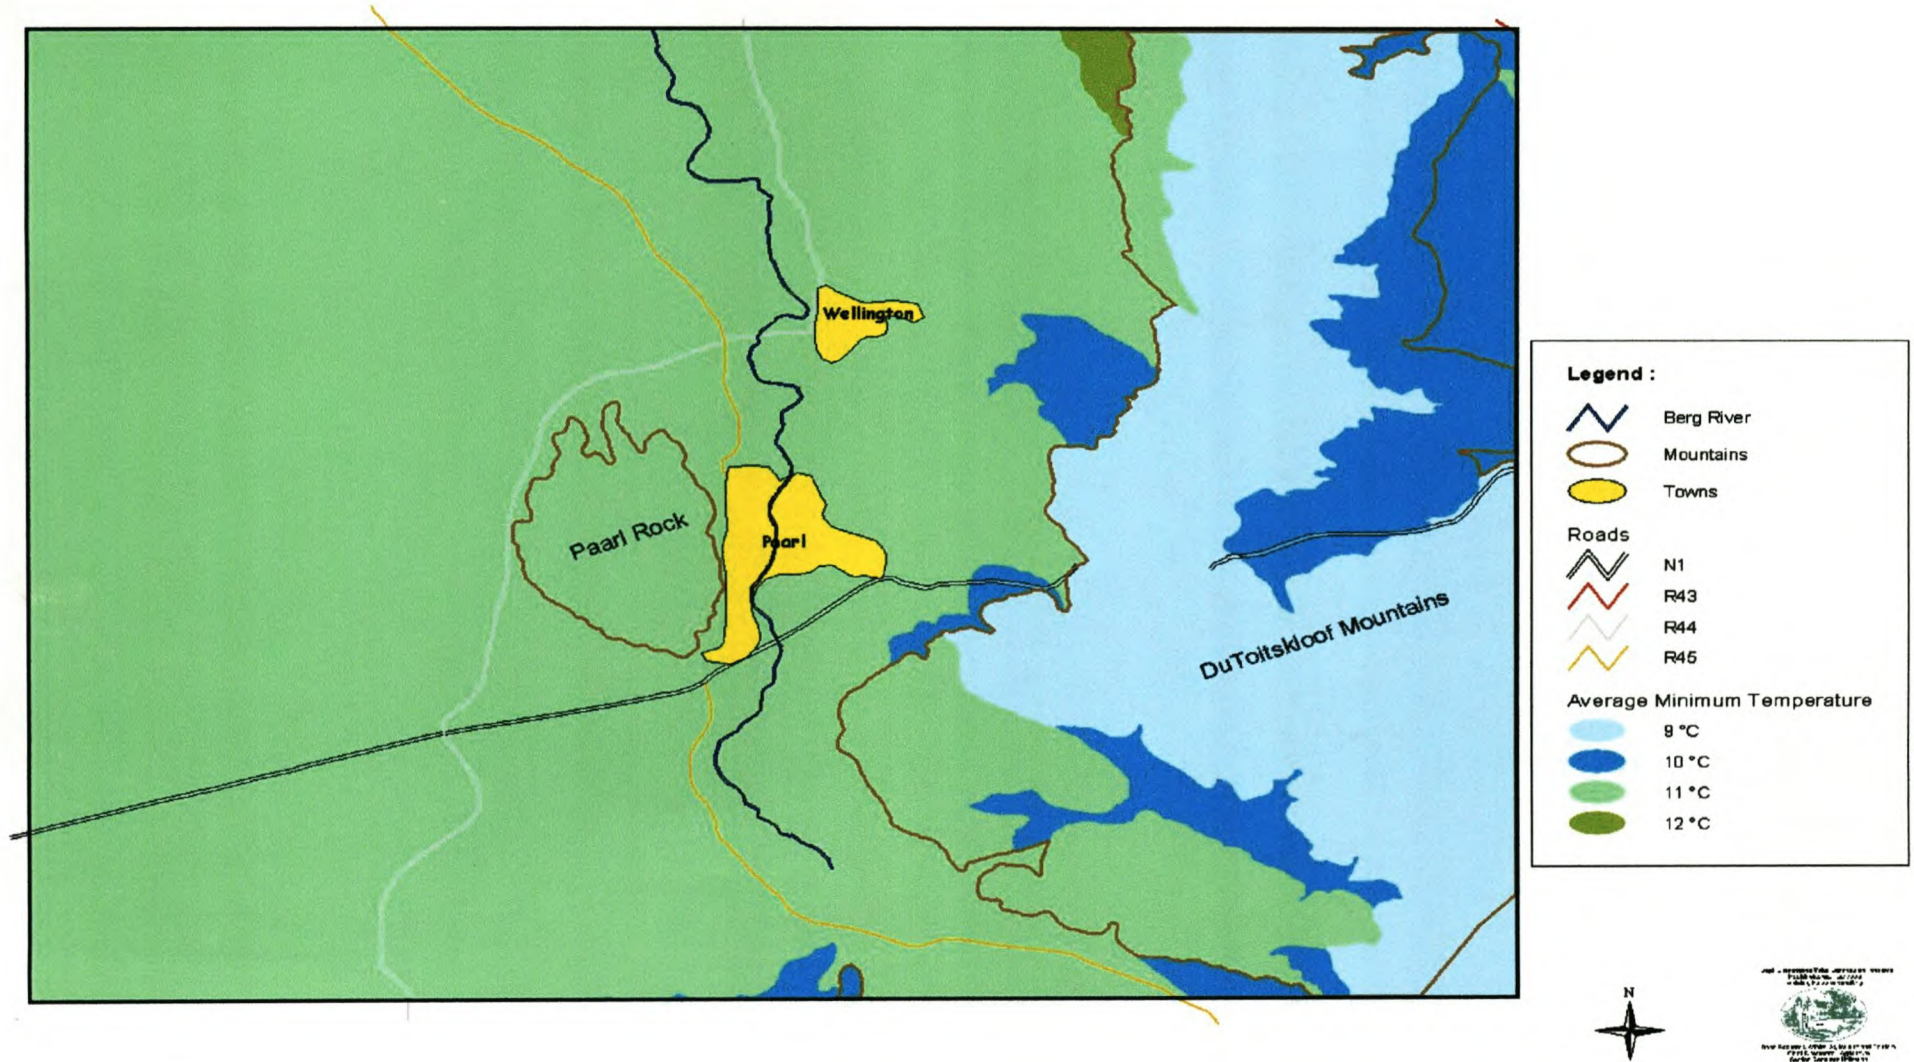 Wellington
Paarl Rock
Paarl
DuToitskloof Mountains
Legend :
Berg River
Mountains
Towns
Roads
N1
R43
R44
R45
Average Minimum Temperature
9 °C
10 °C
11 °C
12 °C
N